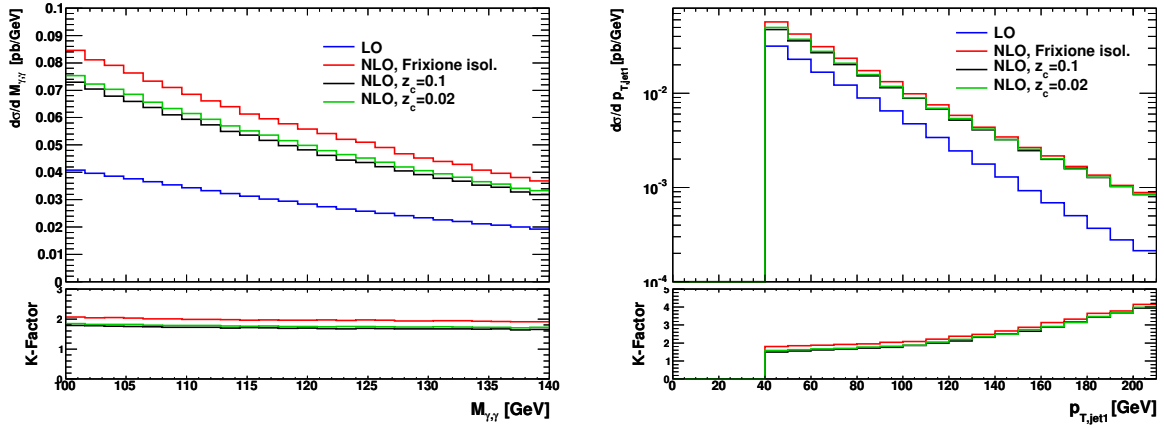 dσ/d M_γ,γ [pb/GeV]
0.1
0.09
0.08
0.07
0.06
0.05
0.04
0.03
0.02
0.01
0
LO
NLO, Frixione isol.
NLO, z_c=0.1
NLO, z_c=0.02
K-Factor
3
2
1
0
100 105 110 115 120 125 130 135 140
M_γ,γ [GeV]
dσ/d p_T,jet1 [pb/GeV]
10^-2
10^-3
10^-4
LO
NLO, Frixione isol.
NLO, z_c=0.1
NLO, z_c=0.02
K-Factor
5
4
3
2
1
0
0 20 40 60 80 100 120 140 160 180 200
p_T,jet1 [GeV]